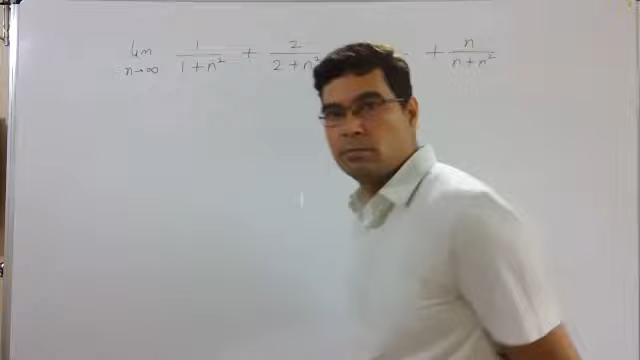 lim n→∞ 1/(1+n²) + 2/(2+n²) - + n/(n+n²)